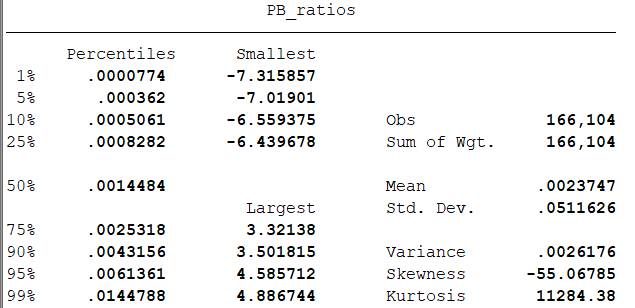 PB_ratios
Percentiles Smallest
1% .0000774 -7.315857
5% .000362 -7.01901
10% .0005061 -6.559375 Obs 166,104
25% .0008282 -6.439678 Sum of Wgt. 166,104
50% .0014484 Mean .0023747
Largest Std. Dev. .0511626
75% .0025318 3.32138
90% .0043156 3.501815 Variance .0026176
95% .0061361 4.585712 Skewness -55.06785
99% .0144788 4.886744 Kurtosis 11284.38